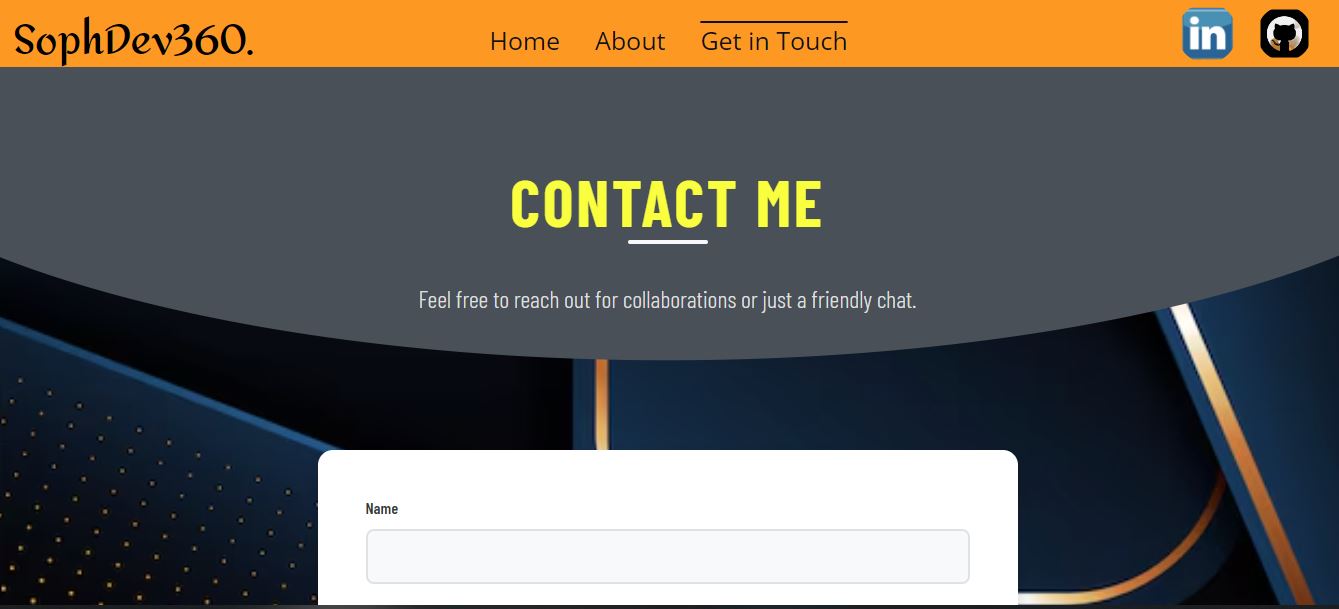 SophDev360.
Home About Get in Touch
in
CONTACT ME
Feel free to reach out for collaborations or just a friendly chat.
Name